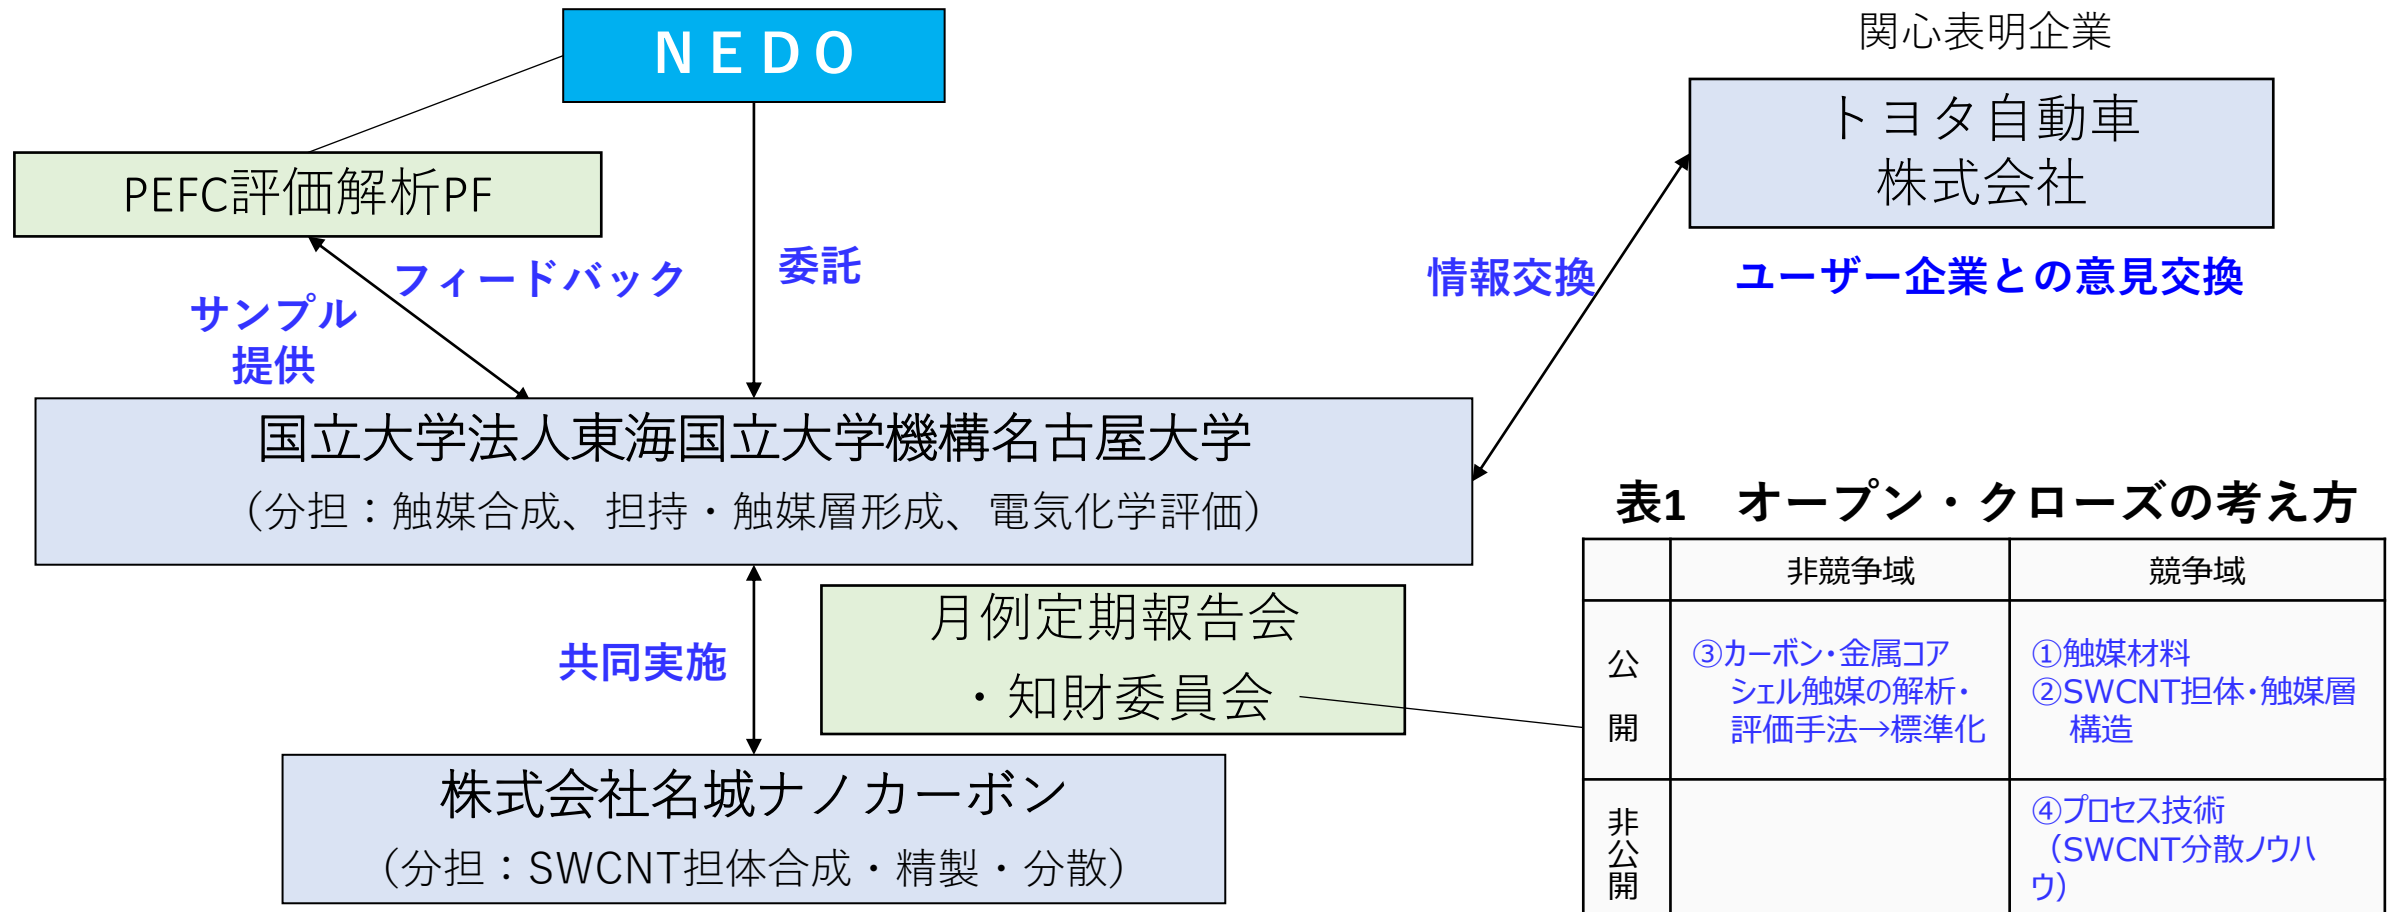 NEDO
関心表明企業
トヨタ自動車
株式会社
PEFC評価解析PF
フィードバック
委託
サンプル
提供
情報交換
ユーザー企業との意見交換
国立大学法人東海国立大学機構名古屋大学
（分担：触媒合成、担持・触媒層形成、電気化学評価）
共同実施
月例定期報告会
・知財委員会
株式会社名城ナノカーボン
（分担：SWCNT担体合成・精製・分散）
表1　オープン・クローズの考え方
非競争域
競争域
公
開
③カーボン・金属コア
シェル触媒の解析・
評価手法→標準化
①触媒材料
②SWCNT担体・触媒層
構造
非
公
開
④プロセス技術
（SWCNT分散ノウハ
ウ）